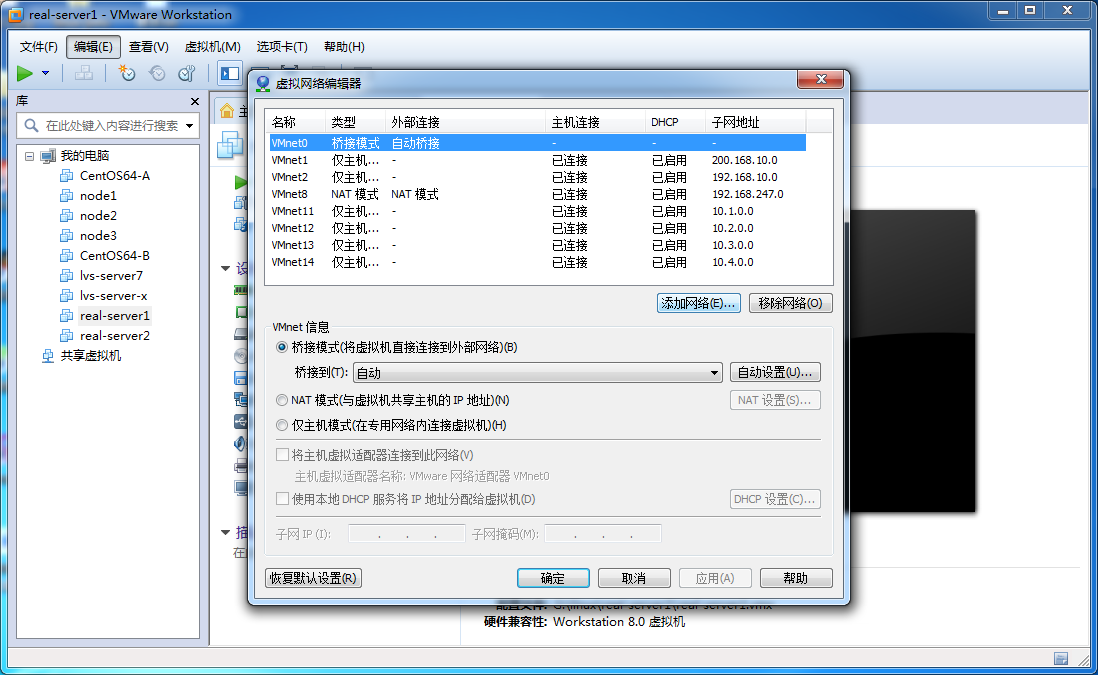 real-server1 - VMware Workstation
文件(F) 编辑(E) 查看(V) 虚拟机(M) 选项卡(T) 帮助(H)
库
在此处键入内容进行搜索
我的电脑
CentOS64-A
node1
node2
node3
CentOS64-B
lvs-server7
lvs-server-x
real-server1
real-server2
共享虚拟机
主
设
描
虚拟网络编辑器
名称 类型 外部连接 主机连接 DHCP 子网地址
VMnet0 桥接模式 自动桥接 - - -
VMnet1 仅主机... - 已连接 已启用 200.168.10.0
VMnet2 仅主机... - 已连接 已启用 192.168.10.0
VMnet8 NAT 模式 NAT 模式 已连接 已启用 192.168.247.0
VMnet11 仅主机... - 已连接 已启用 10.1.0.0
VMnet12 仅主机... - 已连接 已启用 10.2.0.0
VMnet13 仅主机... - 已连接 已启用 10.3.0.0
VMnet14 仅主机... - 已连接 已启用 10.4.0.0
添加网络(E)... 移除网络(O)
VMnet 信息
桥接模式(将虚拟机直接连接到外部网络)(B)
桥接到(T): 自动 自动设置(U)...
NAT 模式(与虚拟机共享主机的 IP 地址)(N) NAT 设置(S)...
仅主机模式(在专用网络内连接虚拟机)(H)
将主机虚拟适配器连接到此网络(V)
主机虚拟适配器名称: VMware 网络适配器 VMnet0
使用本地 DHCP 服务将 IP 地址分配给虚拟机(D) DHCP 设置(C)...
子网 IP (I): . . . 子网掩码(M): . . .
恢复默认设置(R) 确定 取消 应用(A) 帮助
配置文件: G:\linux\real-server1\real-server1.vmx
硬件兼容性: Workstation 8.0 虚拟机